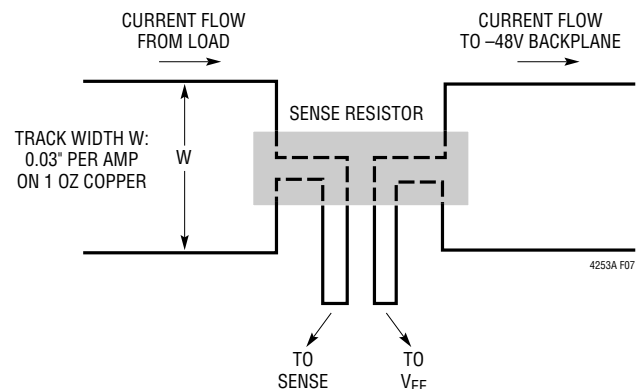 CURRENT FLOW
FROM LOAD
CURRENT FLOW
TO –48V BACKPLANE
SENSE RESISTOR
TRACK WIDTH W:
0.03" PER AMP
ON 1 OZ COPPER
W
4253A F07
TO
SENSE
TO
VEE